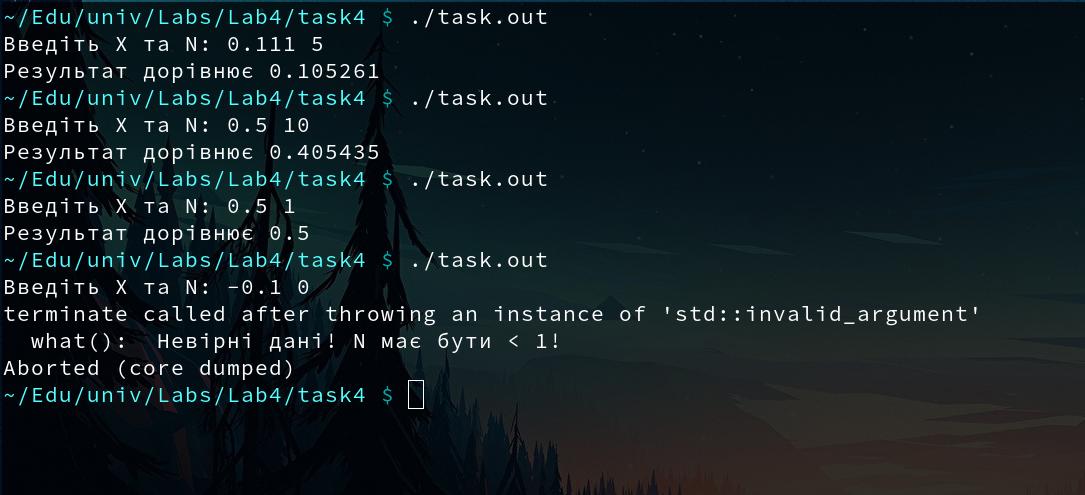 ~/Edu/univ/Labs/Lab4/task4 $ ./task.out
Введіть X та N: 0.111 5
Результат дорівнює 0.105261
~/Edu/univ/Labs/Lab4/task4 $ ./task.out
Введіть X та N: 0.5 10
Результат дорівнює 0.405435
~/Edu/univ/Labs/Lab4/task4 $ ./task.out
Введіть X та N: 0.5 1
Результат дорівнює 0.5
~/Edu/univ/Labs/Lab4/task4 $ ./task.out
Введіть X та N: -0.1 0
terminate called after throwing an instance of 'std::invalid_argument'
  what():  Невірні дані! N має бути < 1!
Aborted (core dumped)
~/Edu/univ/Labs/Lab4/task4 $